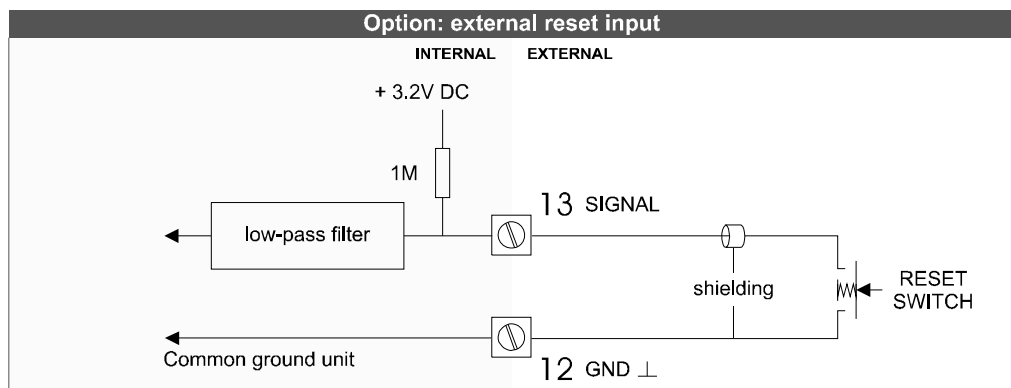 Option: external reset input
INTERNAL EXTERNAL
+ 3.2V DC
1M
13 SIGNAL
low-pass filter
shielding
RESET
SWITCH
Common ground unit
12 GND ⊥